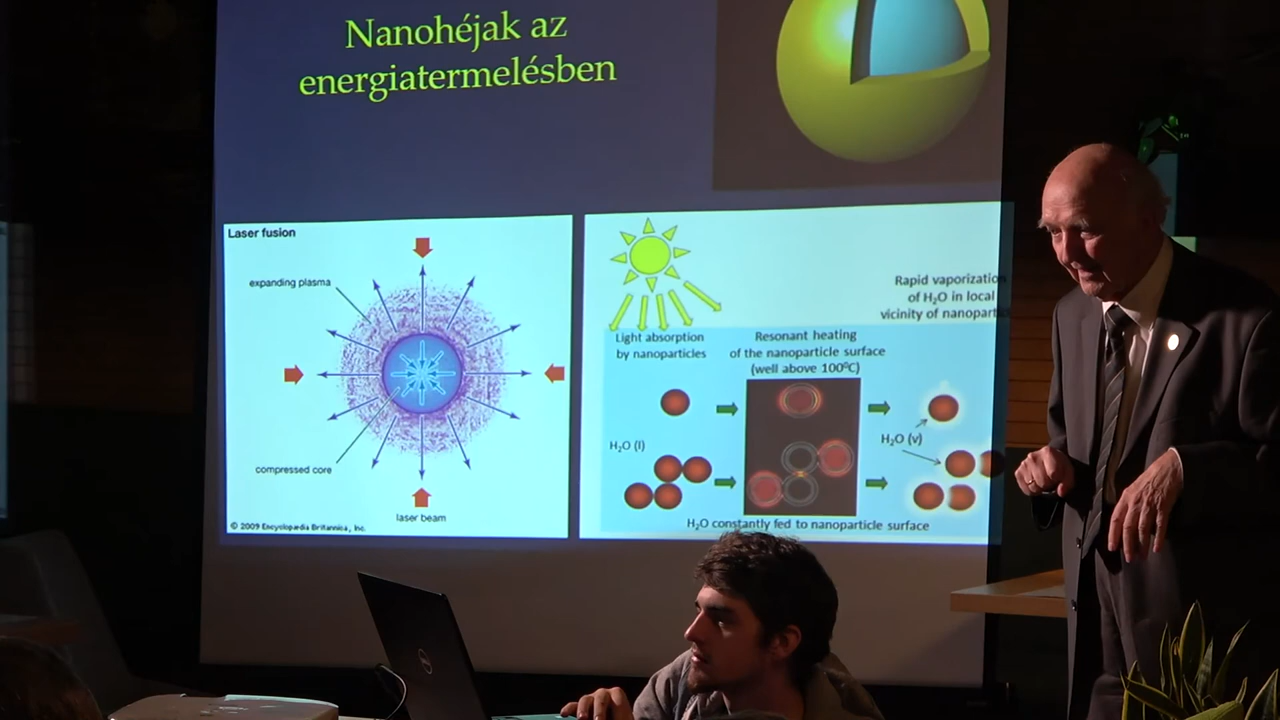 Nanohéjak az
energiatermelésben
Laser fusion
expanding plasma
compressed core
laser beam
© 2009 Encyclopædia Britannica, Inc.
Rapid vaporization
of H₂O in local
vicinity of
Light absorption
by nanoparticles
Resonant heating
of the nanoparticle surface
(well above 100⁰C)
H₂O (l)
H₂O (v)
H₂O constantly fed to nanoparticle surface
DELL